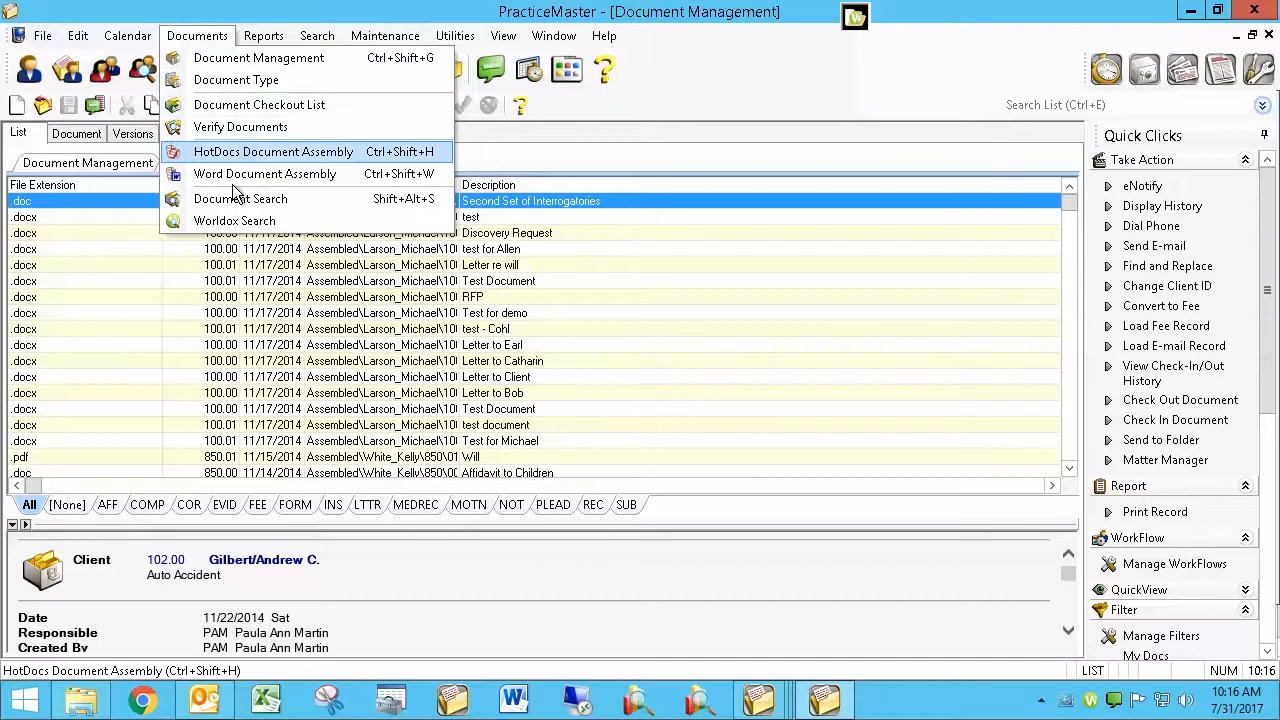 PracticeMaster - [Document Management]
File Edit Calend Documents Reports Search Maintenance Utilities View Window Help
Document Management Ctrl+Shift+G
Document Type
Document Checkout List
Verify Documents
HotDocs Document Assembly Ctrl+Shift+H
Word Document Assembly Ctrl+Shift+W
Document Search Shift+Alt+S
Worldox Search
Search List (Ctrl+E)
List Document Versions
Document Management
File Extension Description
.doc Second Set of Interrogatories
.docx test
.docx 100.00 11/17/2014 Discovery Request
.docx 100.00 11/17/2014 Assembled\Larson_Michael\10 test for Allen
.docx 100.01 11/17/2014 Assembled\Larson_Michael\10 Letter re will
.docx 100.01 11/17/2014 Assembled\Larson_Michael\10 Test Document
.docx 100.00 11/17/2014 Assembled\Larson_Michael\10 RFP
.docx 100.00 11/17/2014 Assembled\Larson_Michael\10 Test for demo
.docx 100.01 11/17/2014 Assembled\Larson_Michael\10 test - Cohl
.docx 100.00 11/17/2014 Assembled\Larson_Michael\10 Letter to Earl
.docx 100.01 11/17/2014 Assembled\Larson_Michael\10 Letter to Catharin
.docx 100.00 11/17/2014 Assembled\Larson_Michael\10 Letter to Client
.docx 100.00 11/17/2014 Assembled\Larson_Michael\10 Letter to Bob
.docx 100.00 11/17/2014 Assembled\Larson_Michael\10 Test Document
.docx 100.01 11/17/2014 Assembled\Larson_Michael\10 test document
.docx 100.01 11/17/2014 Assembled\Larson_Michael\10 Test for Michael
.pdf 850.01 11/15/2014 Assembled\White_Kelly\850\01 Will
.doc 850.00 11/14/2014 Assembled\White_Kelly\850\00 Affidavit to Children
All [None] AFF COMP COR EVID FEE FORM INS LTTR MEDREC MOTN NOT PLEAD REC SUB
Client 102.00 Gilbert/Andrew C.
Auto Accident
Date 11/22/2014 Sat
Responsible PAM Paula Ann Martin
Created By PAM Paula Ann Martin
Quick Clicks
Take Action
eNotify
Display History
Dial Phone
Send E-mail
Find and Replace
Change Client ID
Convert to Fee
Load Fee Record
Load E-mail Record
View Check-In/Out
History
Check Out Document
Check In Document
Send to Folder
Matter Manager
Report
Print Record
WorkFlow
Manage WorkFlows
QuickView
Filter
Manage Filters
My Docs
HotDocs Document Assembly (Ctrl+Shift+H) LIST NUM 10:16
10:16 AM
7/31/2017